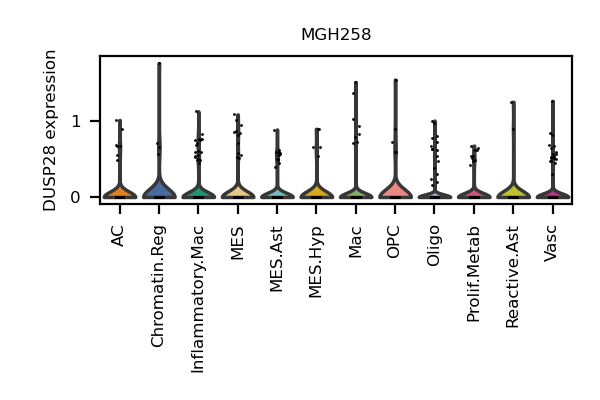 MGH258
DUSP28 expression
1
0
AC
Chromatin.Reg
Inflammatory.Mac
MES
MES.Ast
MES.Hyp
Mac
OPC
Oligo
Prolif.Metab
Reactive.Ast
Vasc